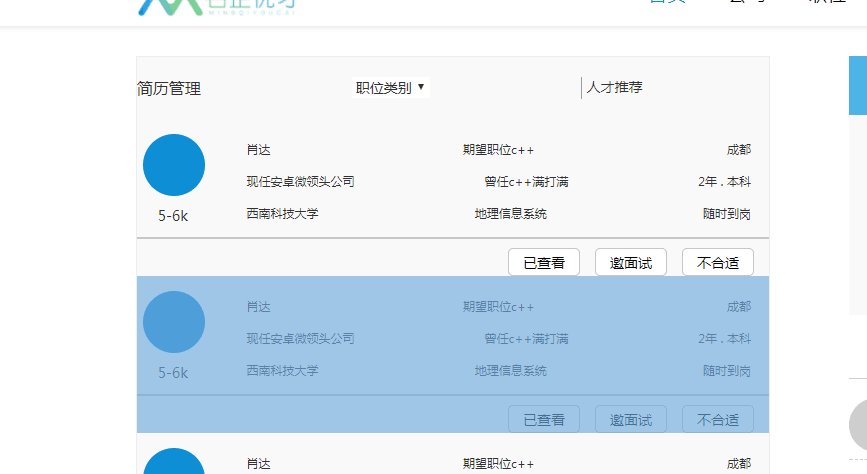 MINGQIYOUCAI
简历管理 职位类别 ▼ 人才推荐
肖达 期望职位c++ 成都
现任安卓微领头公司 曾任c++满打满 2年 . 本科
5-6k 西南科技大学 地理信息系统 随时到岗
已查看 邀面试 不合适
肖达 期望职位c++ 成都
现任安卓微领头公司 曾任c++满打满 2年 . 本科
5-6k 西南科技大学 地理信息系统 随时到岗
已查看 邀面试 不合适
肖达 期望职位c++ 成都